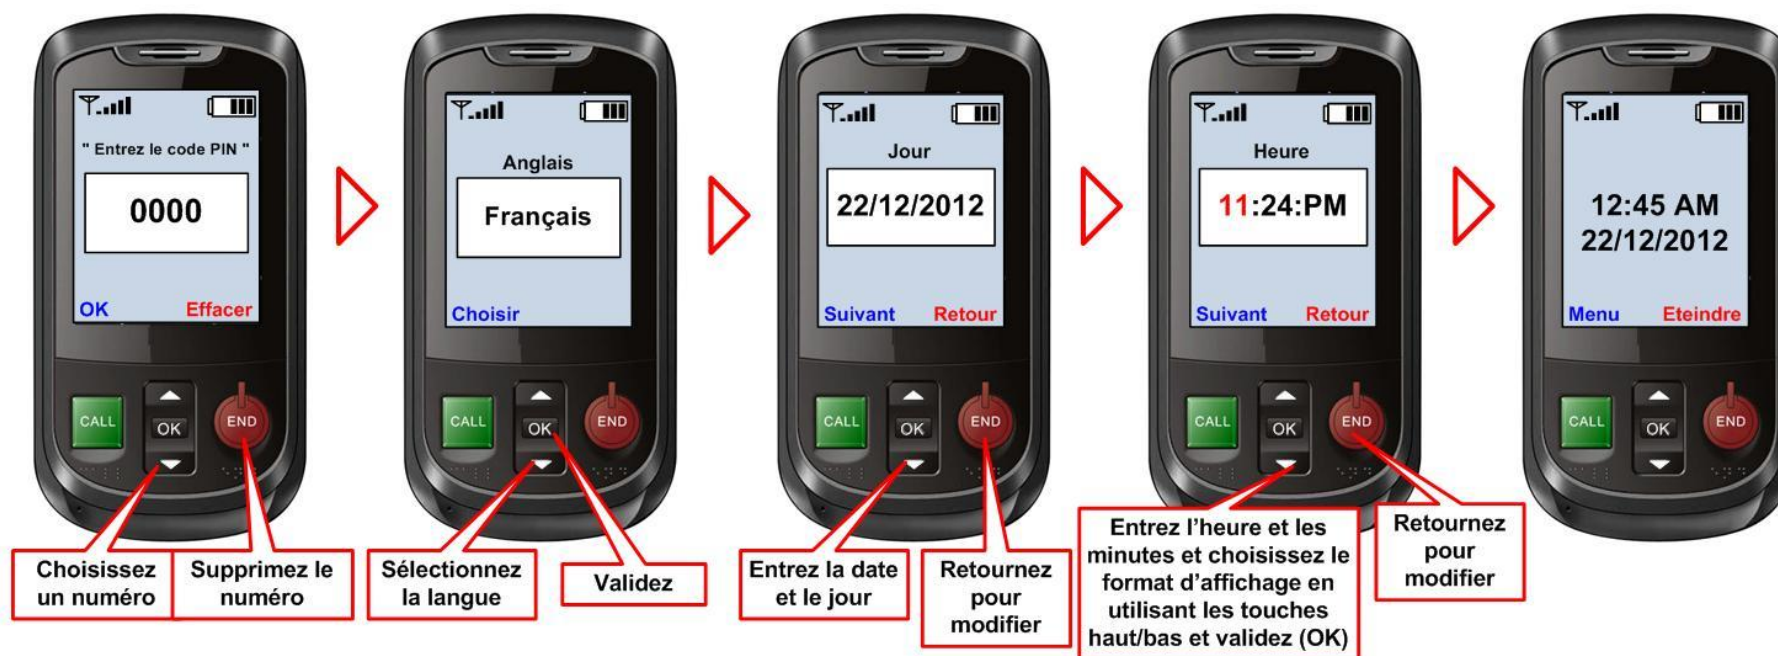 " Entrez le code PIN "
0000
OK
Effacer
CALL
OK
END
Choisissez
un numéro
Supprimez le
numéro
Anglais
Français
Choisir
CALL
OK
END
Sélectionnez
la langue
Validez
Jour
22/12/2012
Suivant
Retour
CALL
OK
END
Entrez la date
et le jour
Retournez
pour
modifier
Heure
11:24:PM
Suivant
Retour
CALL
OK
END
Entrez l'heure et les
minutes et choisissez le
format d'affichage en
utilisant les touches
haut/bas et validez (OK)
Retournez
pour
modifier
12:45 AM
22/12/2012
Menu
Eteindre
CALL
OK
END